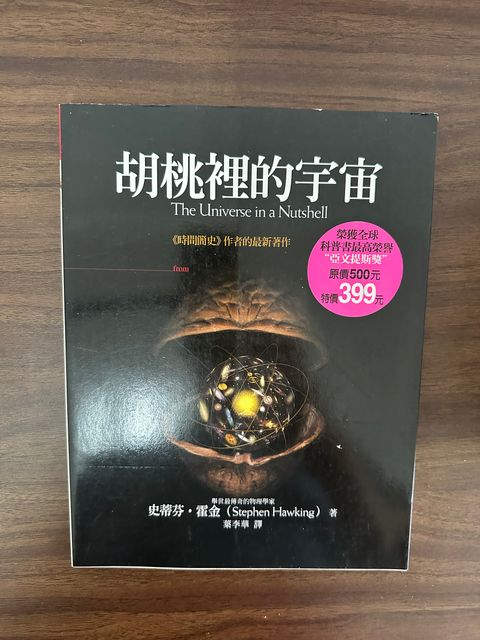 胡桃裡的宇宙
The Universe in a Nutshell
《時間簡史》作者的最新著作
from
榮獲全球
科普書最高榮譽
“亞文提斯獎”
原價500元
特價399元
舉世最傳奇的物理學家
史蒂芬・霍金（Stephen Hawking）著
葉李華 譯